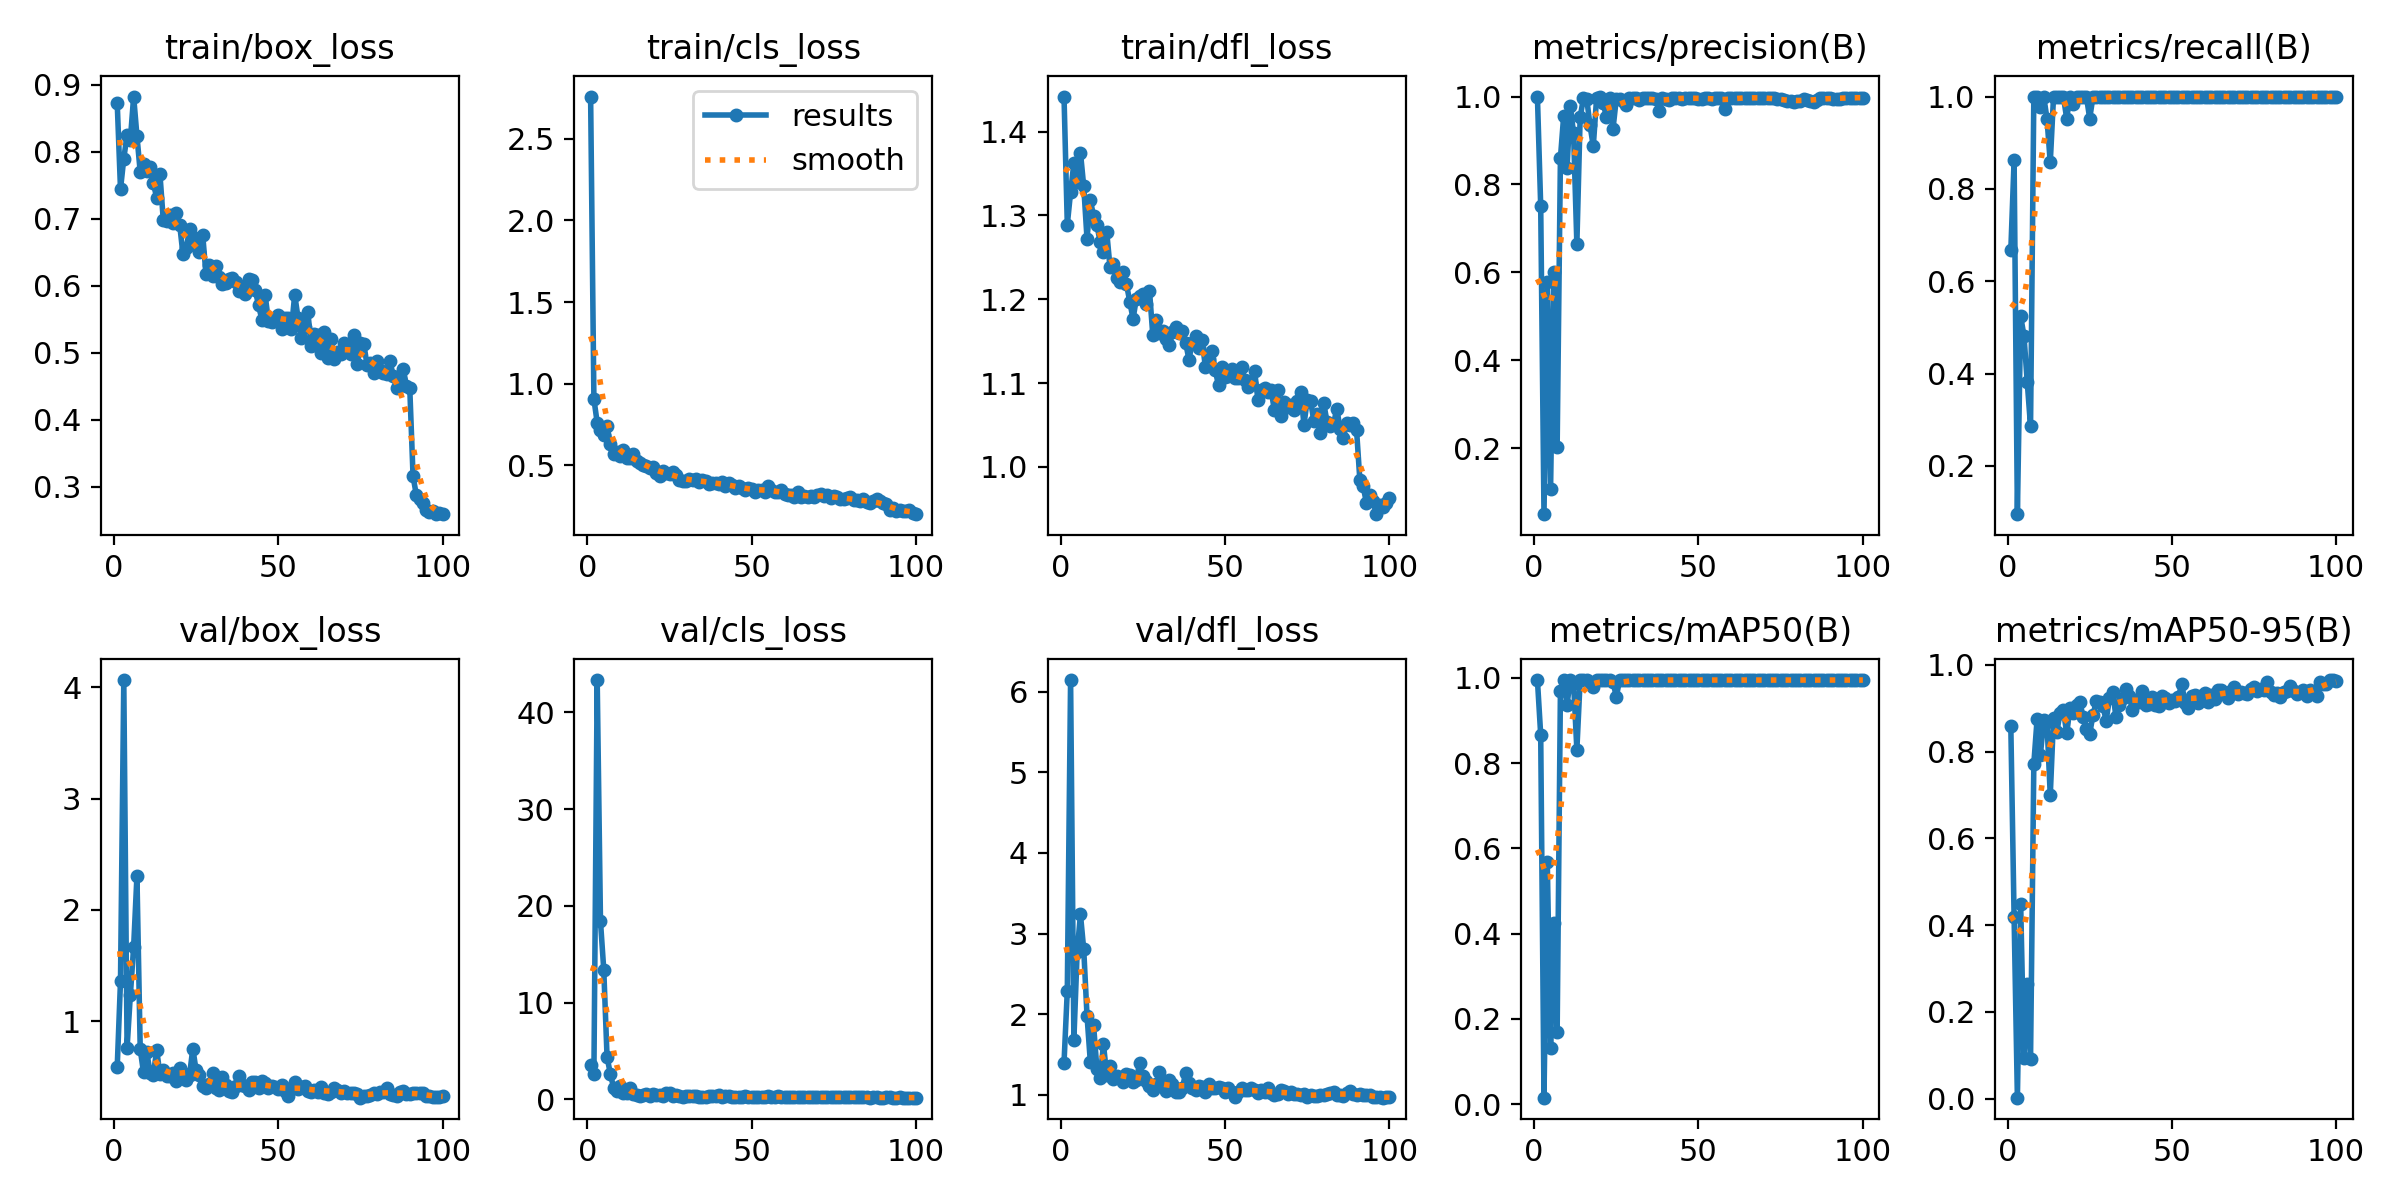 train/box_loss
0.9
0.8
0.7
0.6
0.5
0.4
0.3
0 50 100
train/cls_loss
results
smooth
2.5
2.0
1.5
1.0
0.5
0 50 100
train/dfl_loss
1.4
1.3
1.2
1.1
1.0
0 50 100
metrics/precision(B)
1.0
0.8
0.6
0.4
0.2
0 50 100
metrics/recall(B)
1.0
0.8
0.6
0.4
0.2
0 50 100
val/box_loss
4
3
2
1
0 50 100
val/cls_loss
40
30
20
10
0
0 50 100
val/dfl_loss
6
5
4
3
2
1
0 50 100
metrics/mAP50(B)
1.0
0.8
0.6
0.4
0.2
0.0
0 50 100
metrics/mAP50-95(B)
1.0
0.8
0.6
0.4
0.2
0.0
0 50 100